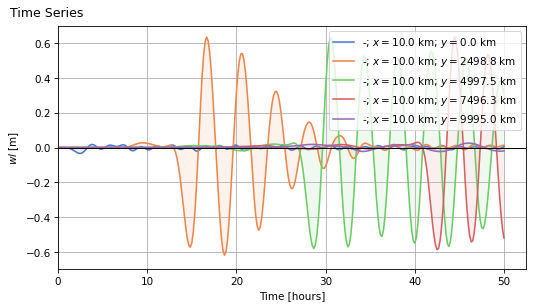 Time Series
-; x = 10.0 km; y = 0.0 km
-; x = 10.0 km; y = 2498.8 km
-; x = 10.0 km; y = 4997.5 km
-; x = 10.0 km; y = 7496.3 km
-; x = 10.0 km; y = 9995.0 km
wl [m]
0.6
0.4
0.2
0.0
−0.2
−0.4
−0.6
0 10 20 30 40 50
Time [hours]